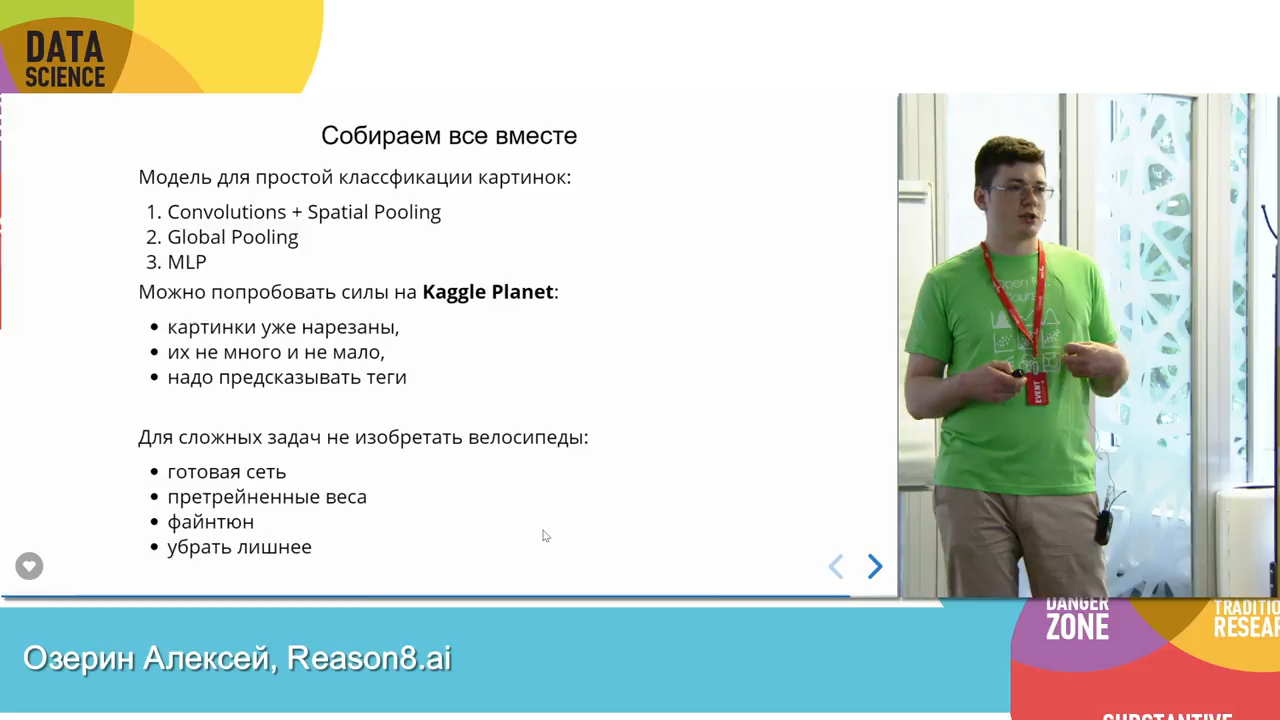 DATA
SCIENCE
Собираем все вместе
Модель для простой классфикации картинок:
1. Convolutions + Spatial Pooling
2. Global Pooling
3. MLP
Можно попробовать силы на Kaggle Planet:
• картинки уже нарезаны,
• их не много и не мало,
• надо предсказывать теги
Для сложных задач не изобретать велосипеды:
• готовая сеть
• претрейненные веса
• файнтюн
• убрать лишнее
EVENT
Озерин Алексей, Reason8.ai
DANGER
ZONE
TRADITIO
RESEAR
SUBSTANTIVE